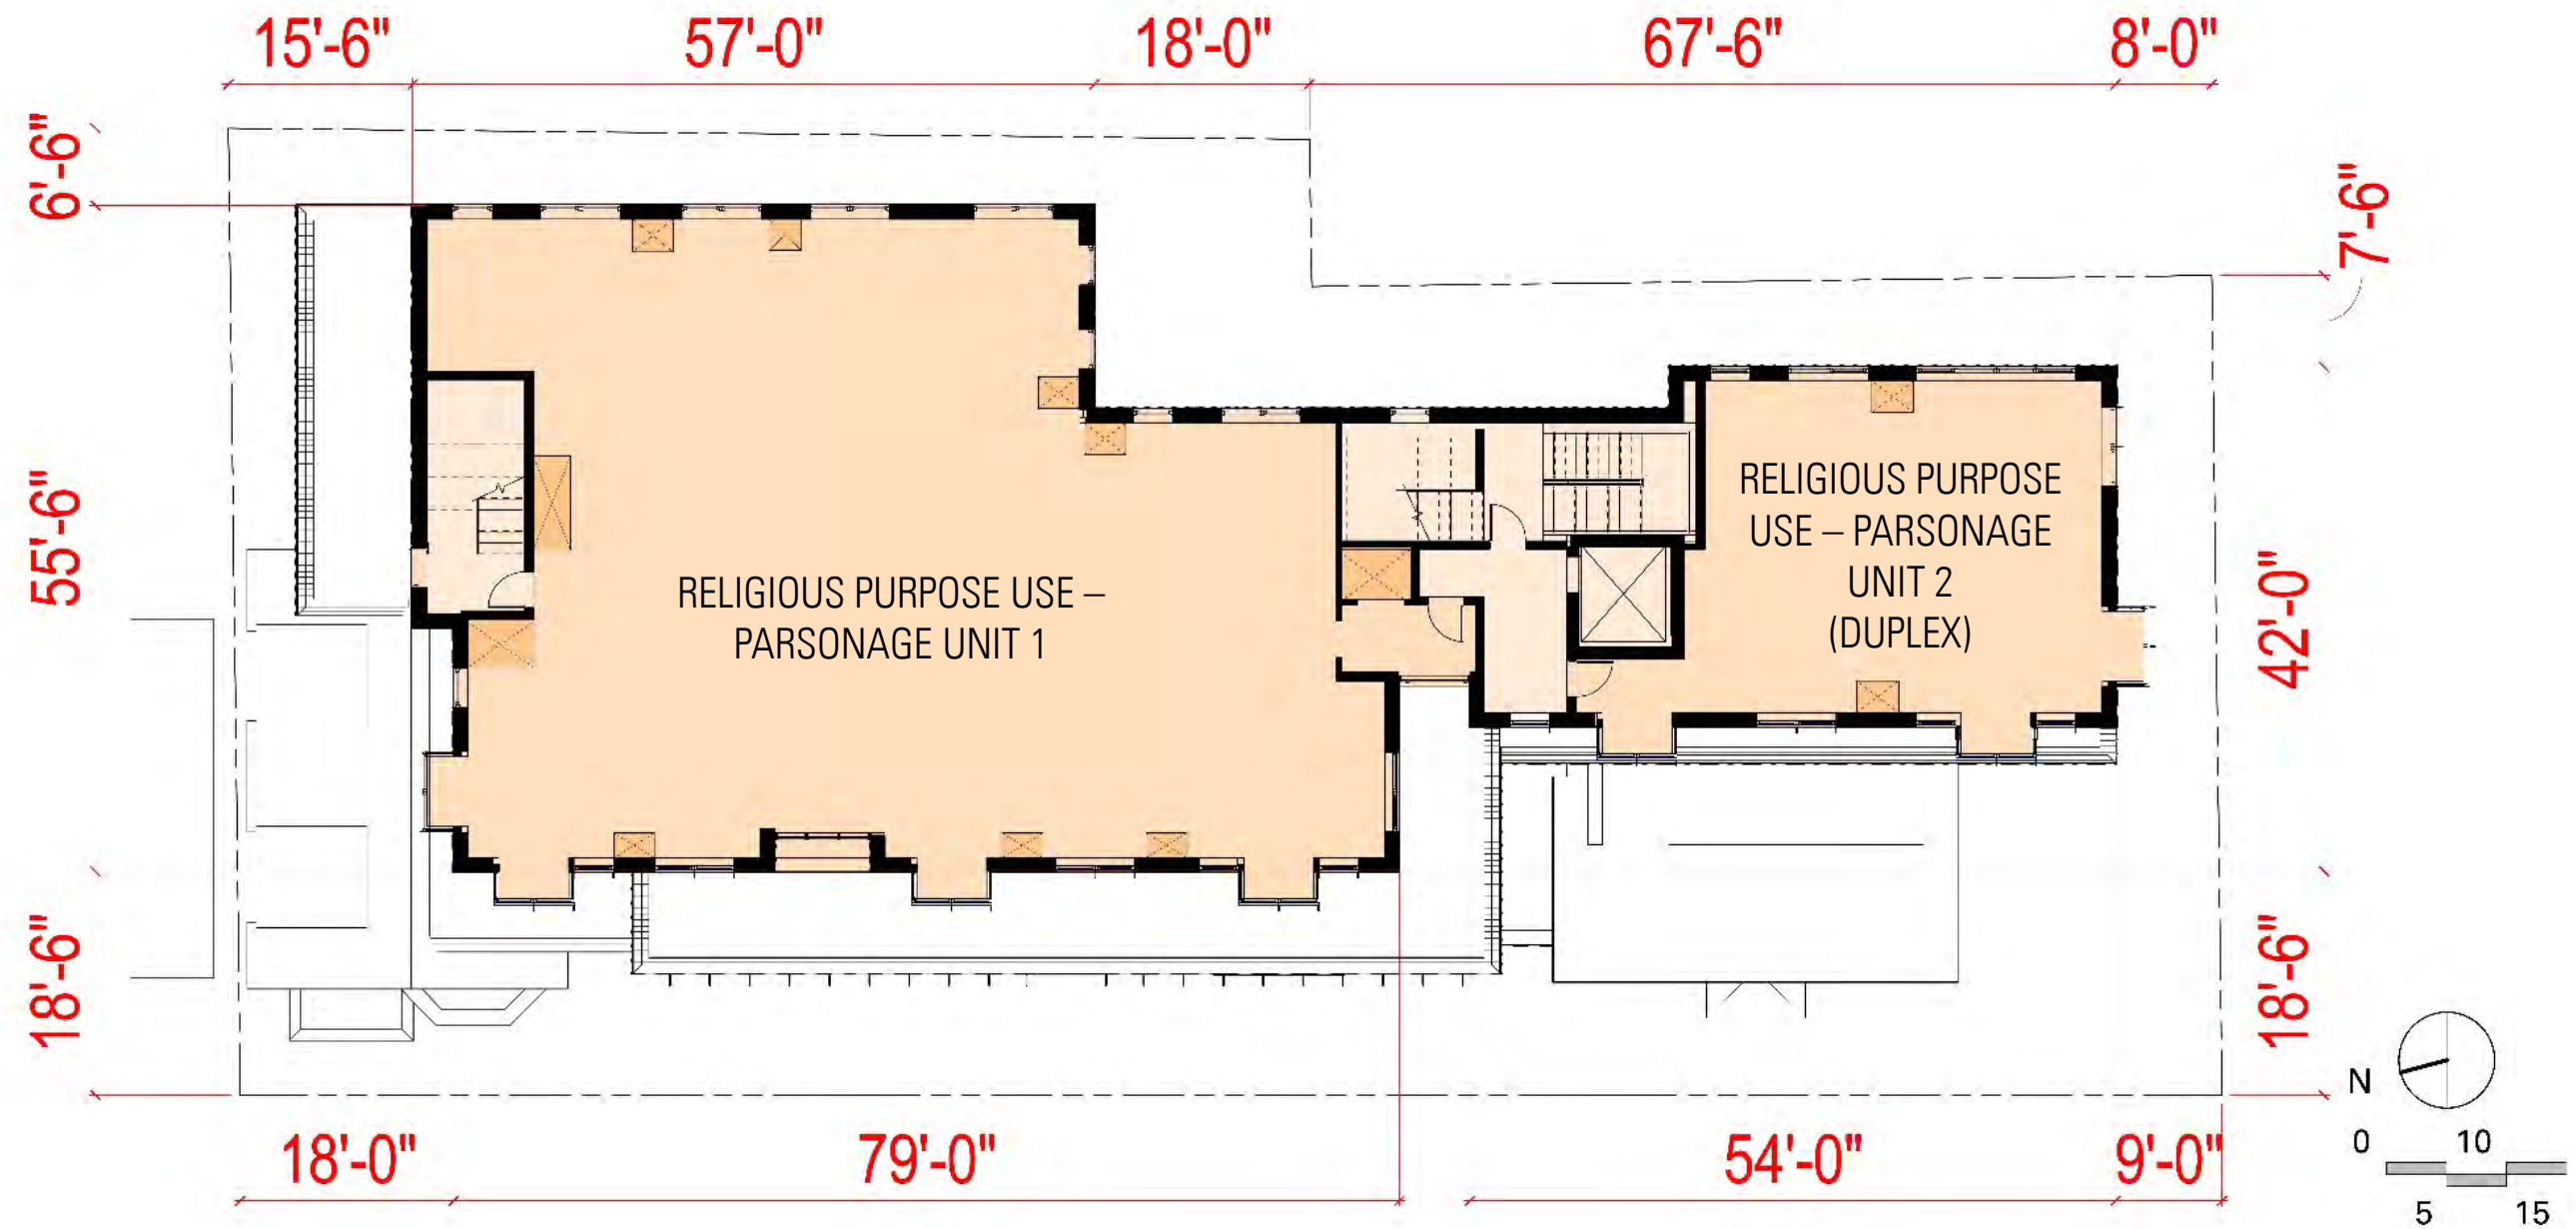 15'-6"
57'-0"
18'-0"
67'-6"
8'-0"
6'-6"
7'-6"
55'-6"
RELIGIOUS PURPOSE USE –
PARSONAGE UNIT 1
RELIGIOUS PURPOSE
USE – PARSONAGE
UNIT 2
(DUPLEX)
42'-0"
18'-6"
18'-6"
18'-0"
79'-0"
54'-0"
9'-0"
N
0 10
5 15